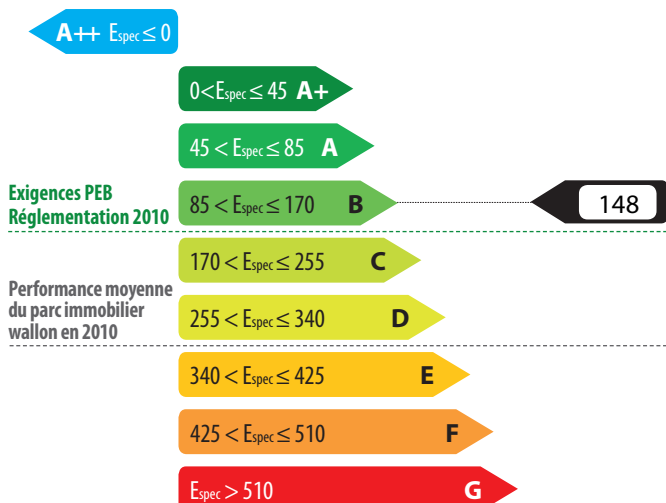 A++ Espec ≤ 0
0<Espec ≤ 45 A+
45 < Espec ≤ 85 A
Exigences PEB
Réglementation 2010
85 < Espec ≤ 170 B
148
170 < Espec ≤ 255 C
Performance moyenne
du parc immobilier
wallon en 2010
255 < Espec ≤ 340 D
340 < Espec ≤ 425 E
425 < Espec ≤ 510 F
Espec > 510 G